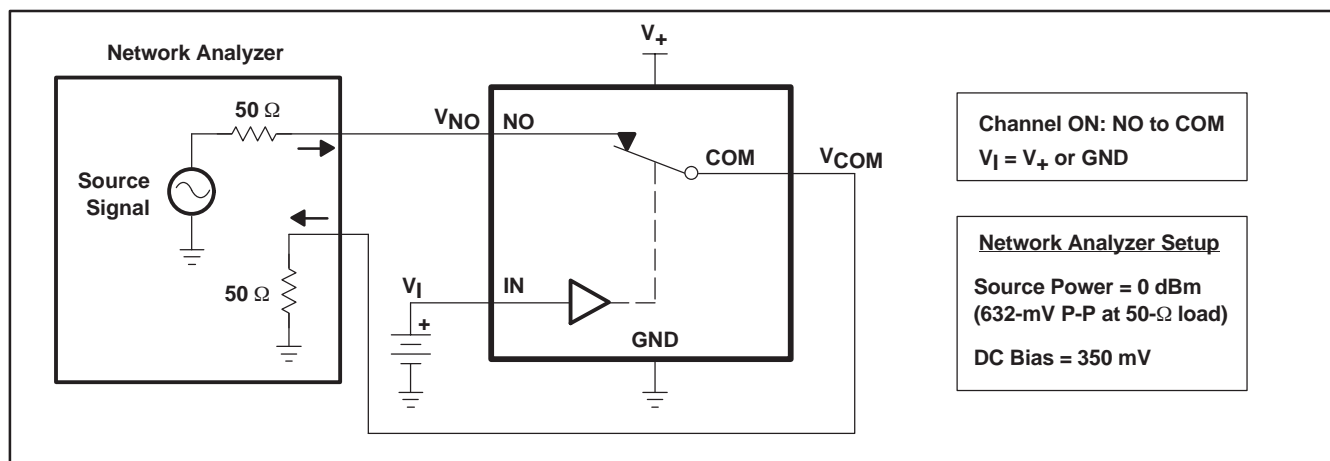 V+
Network Analyzer
50 Ω
VNO
NO
COM
VCOM
Source
Signal
50 Ω
VI
+
IN
GND
Channel ON: NO to COM
VI = V+ or GND
Network Analyzer Setup
Source Power = 0 dBm
(632-mV P-P at 50-Ω load)
DC Bias = 350 mV